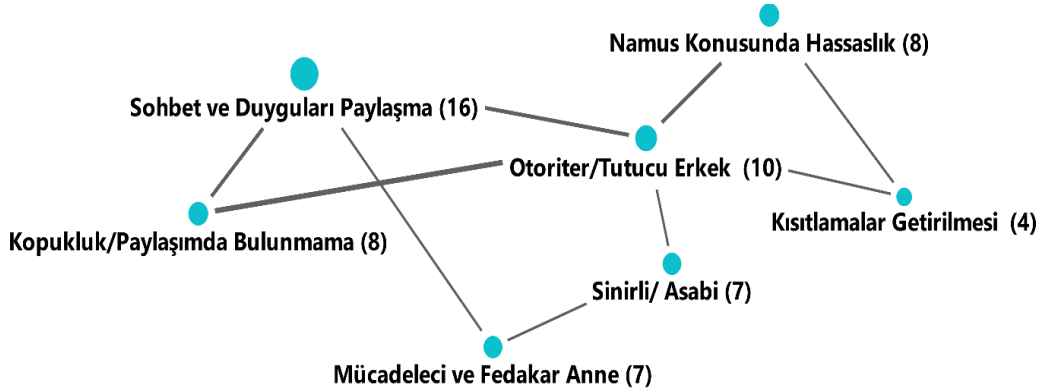 Namus Konusunda Hassaslık (8)
Sohbet ve Duyguları Paylaşma (16)
Otoriter/Tutucu Erkek (10)
Kısıtlamalar Getirilmesi (4)
Kopukluk/Paylaşımda Bulunmama (8)
Sinirli/ Asabi (7)
Mücadeleci ve Fedakar Anne (7)